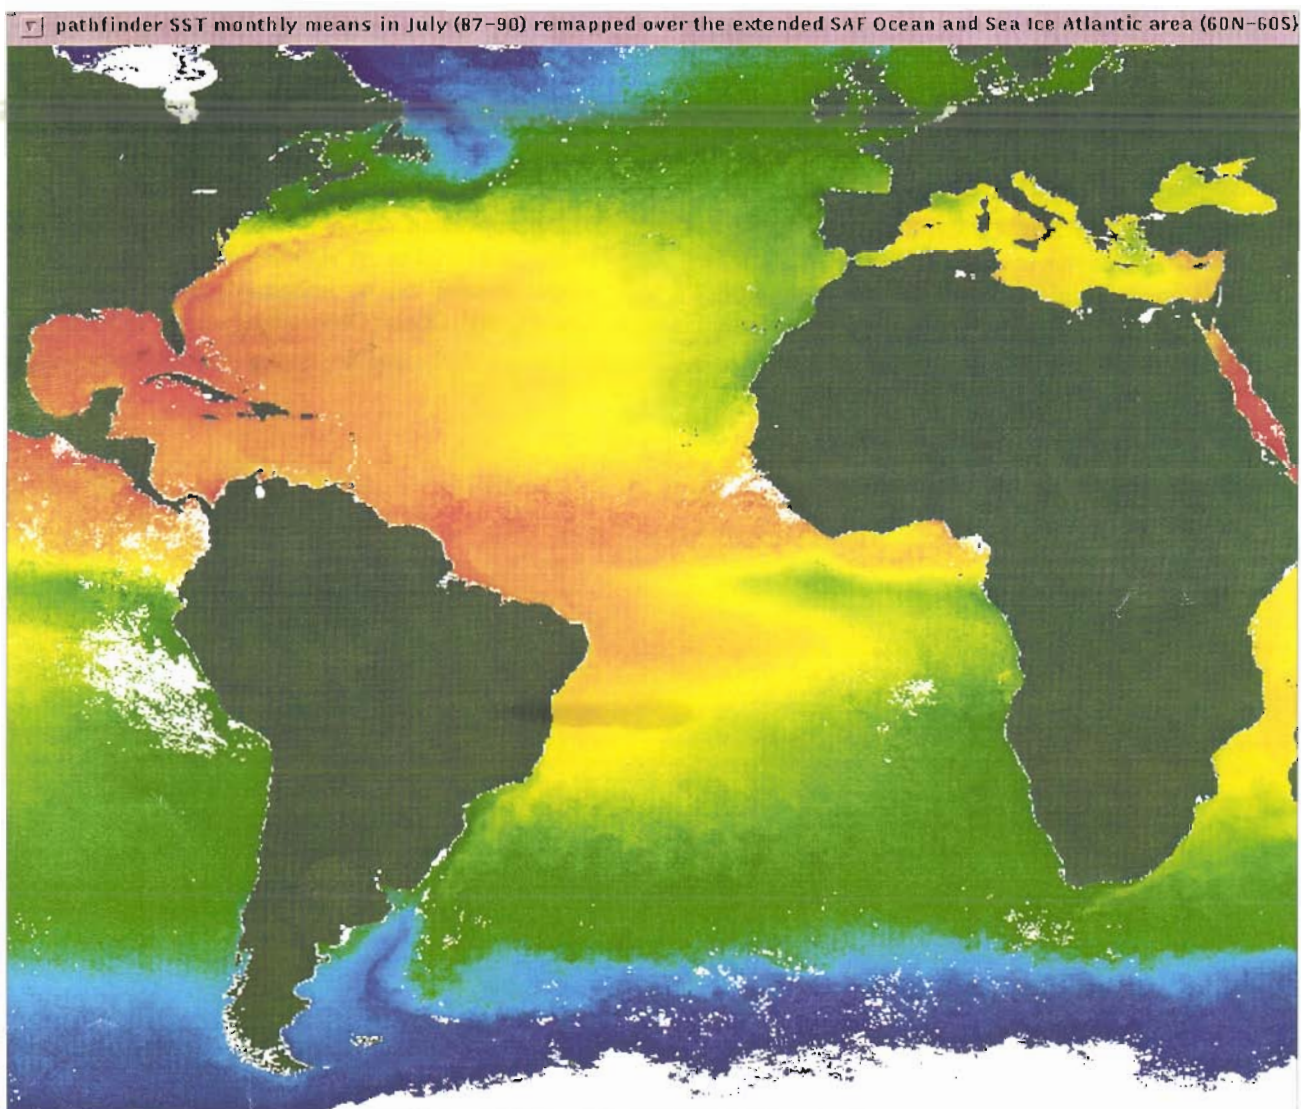 pathfinder SST monthly means in July (87-90) remapped over the extended SAF Ocean and Sea Ice Atlantic area (60N-60S)